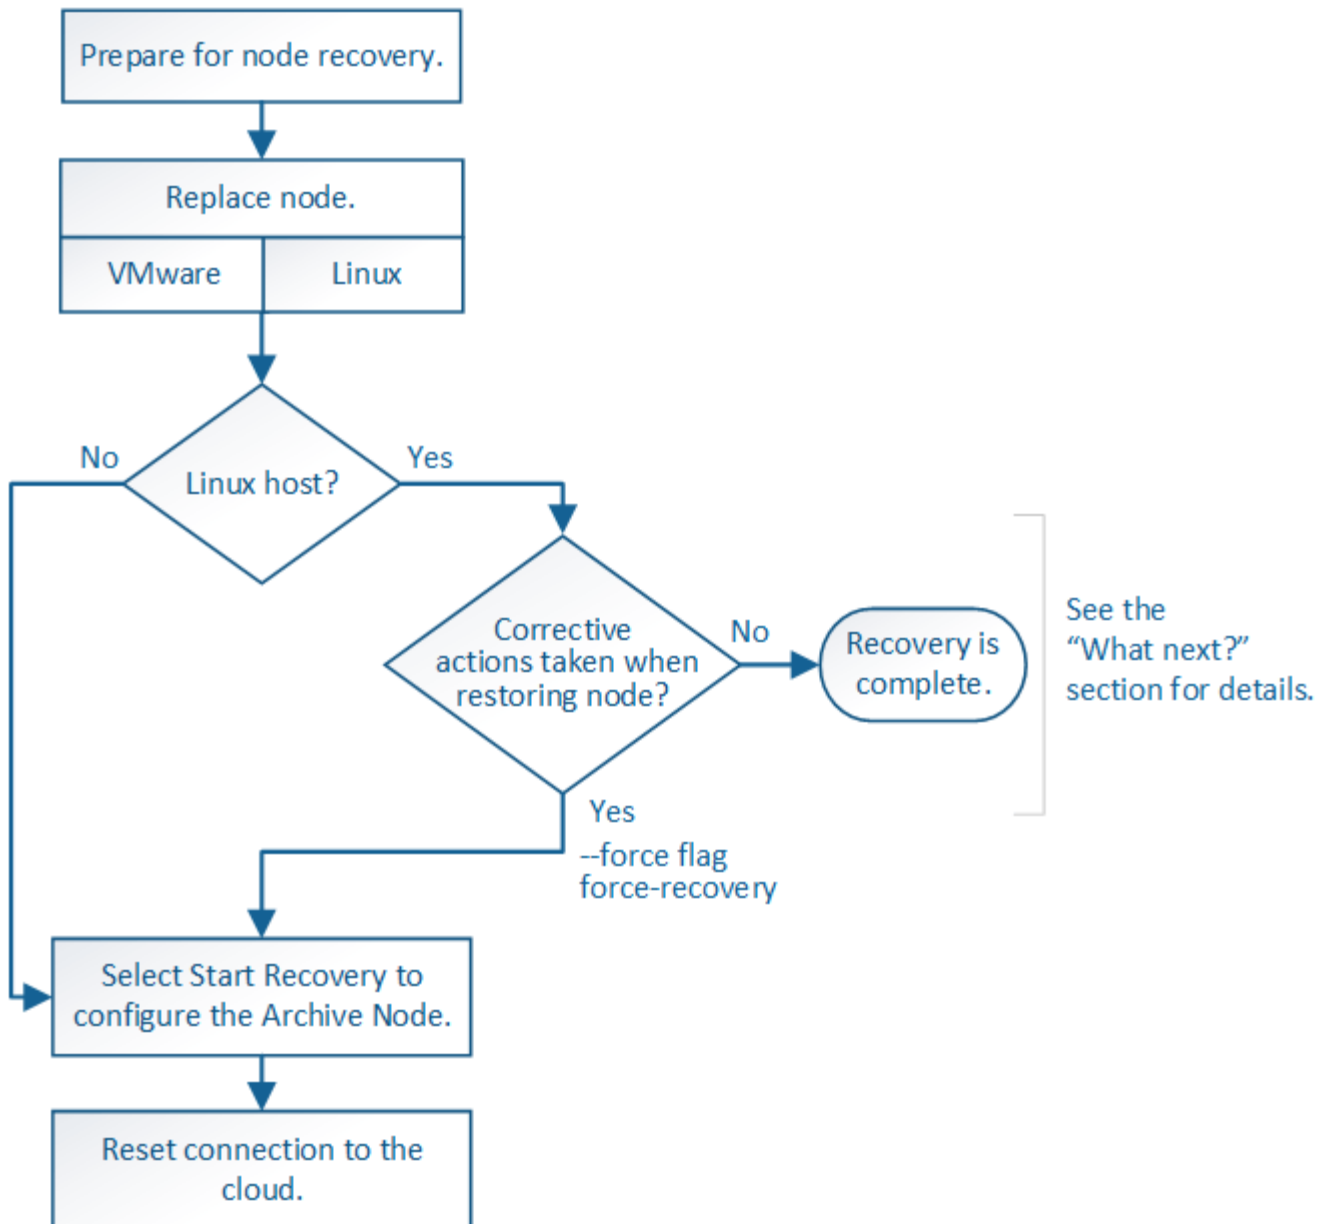 Prepare for node recovery.
Replace node.
VMware
Linux
Linux host?
No
Yes
Corrective
actions taken when
restoring node?
No
Recovery is
complete.
See the
“What next?”
section for details.
Yes
--force flag
force-recovery
Select Start Recovery to
configure the Archive Node.
Reset connection to the
cloud.